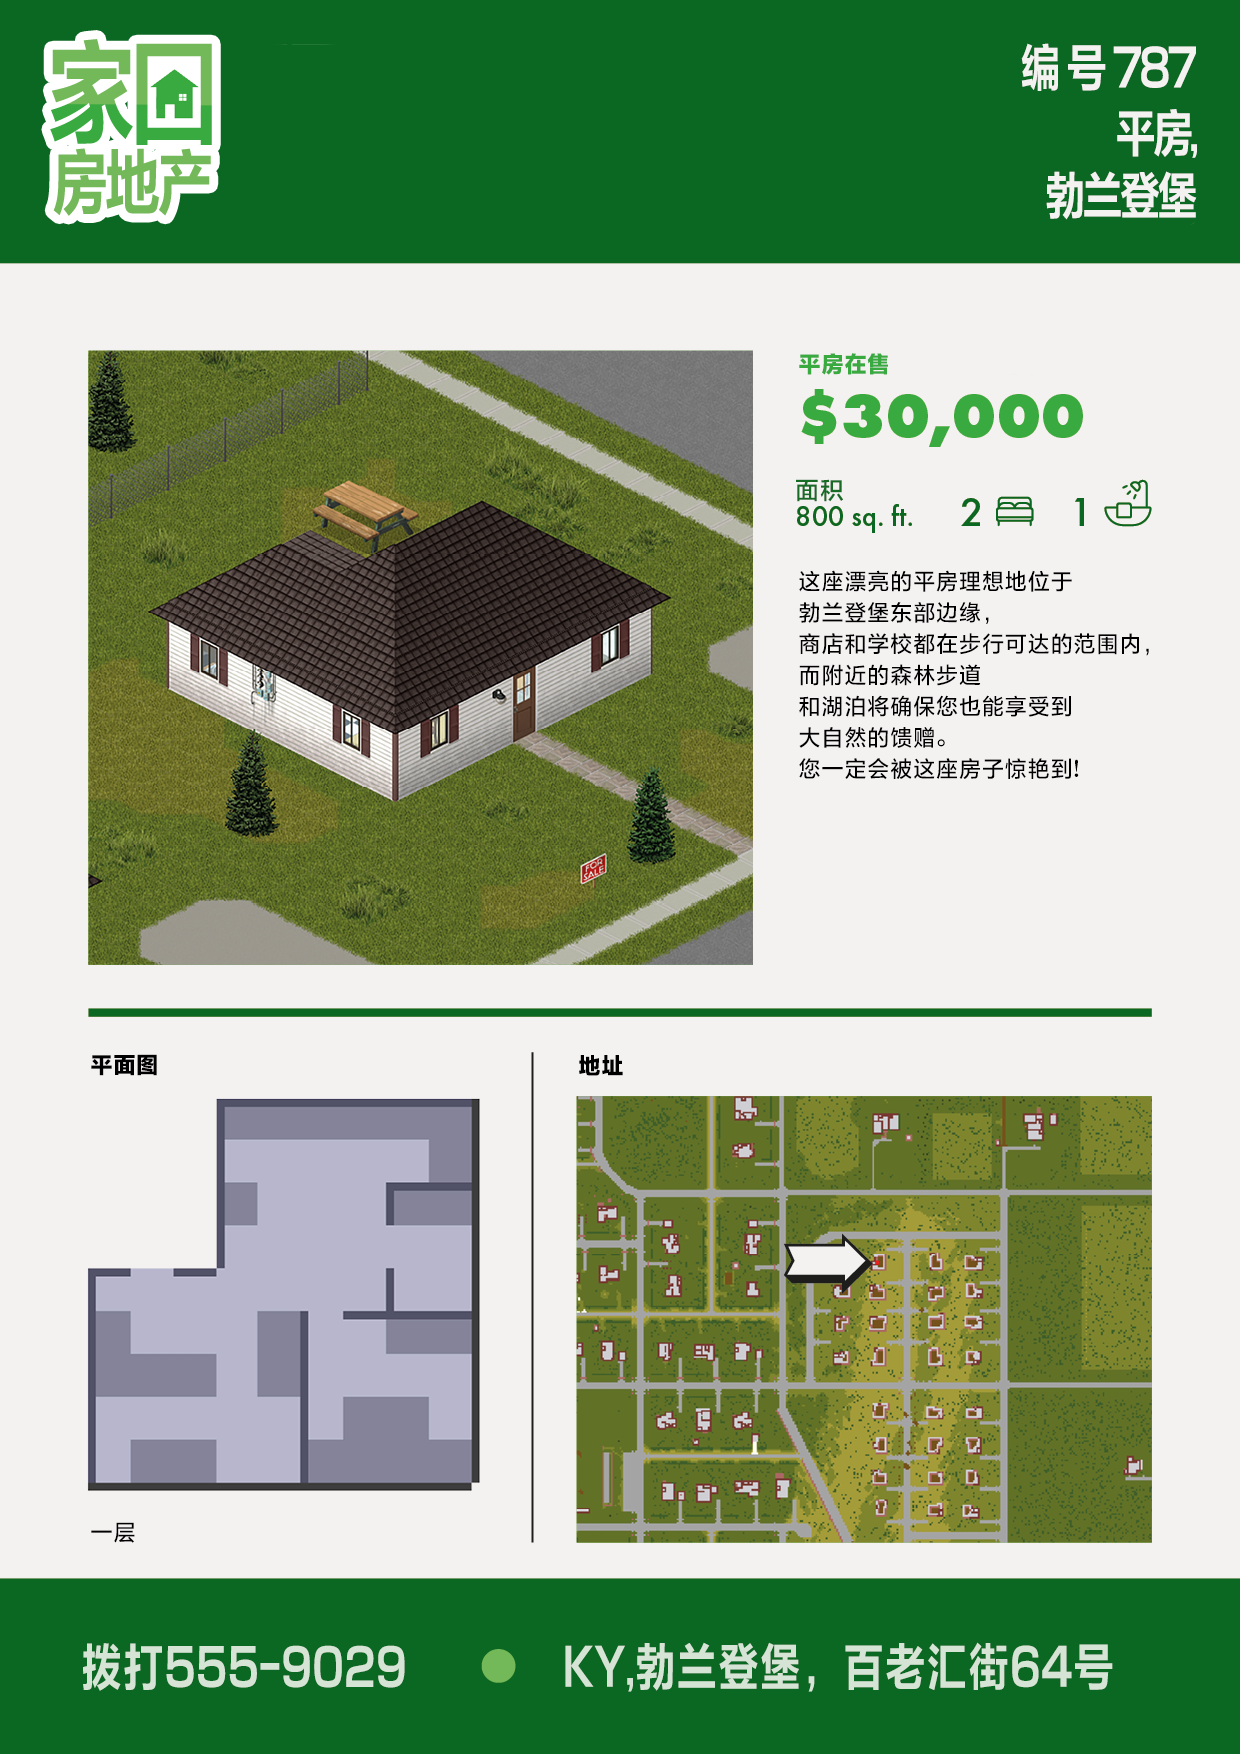 家园
房地产
编号787
平房,
勃兰登堡
平房在售
$30,000
面积
800 sq. ft.
2
1
这座漂亮的平房理想地位于
勃兰登堡东部边缘，
商店和学校都在步行可达的范围内，
而附近的森林步道
和湖泊将确保您也能享受到
大自然的馈赠。
您一定会被这座房子惊艳到!
FOR
SALE
平面图
地址
一层
拨打555-9029
KY,勃兰登堡，百老汇街64号